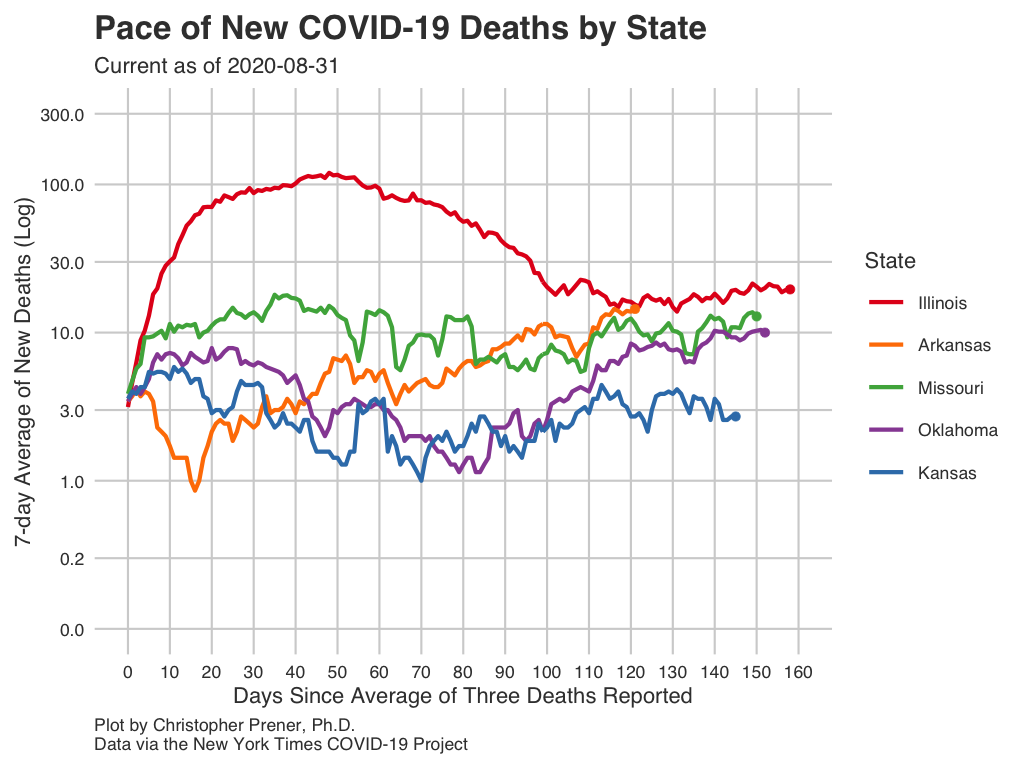 Pace of New COVID-19 Deaths by State
Current as of 2020-08-31
7-day Average of New Deaths (Log)
300.0
100.0
30.0
10.0
3.0
1.0
0.2
0.0
0 10 20 30 40 50 60 70 80 90 100 110 120 130 140 150 160
Days Since Average of Three Deaths Reported
State
Illinois
Arkansas
Missouri
Oklahoma
Kansas
Plot by Christopher Prener, Ph.D.
Data via the New York Times COVID-19 Project